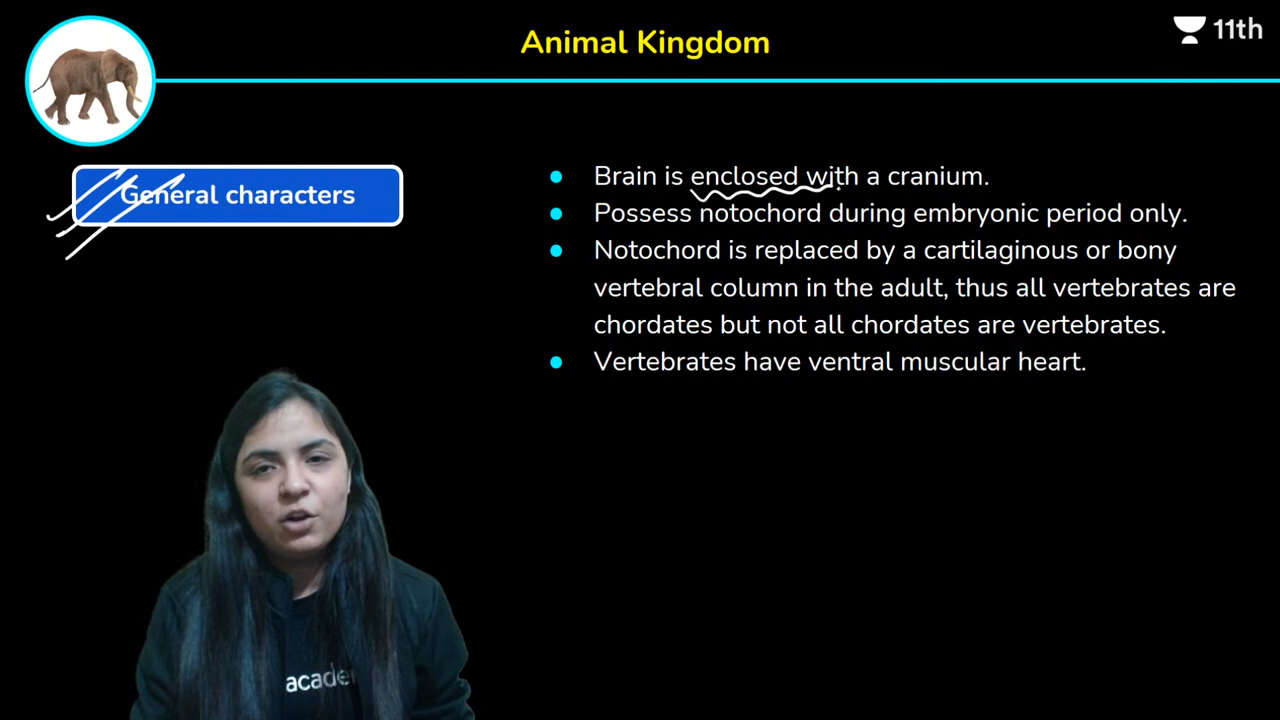 Animal Kingdom
11th
General characters
● Brain is enclosed with a cranium.
● Possess notochord during embryonic period only.
● Notochord is replaced by a cartilaginous or bony
vertebral column in the adult, thus all vertebrates are
chordates but not all chordates are vertebrates.
● Vertebrates have ventral muscular heart.